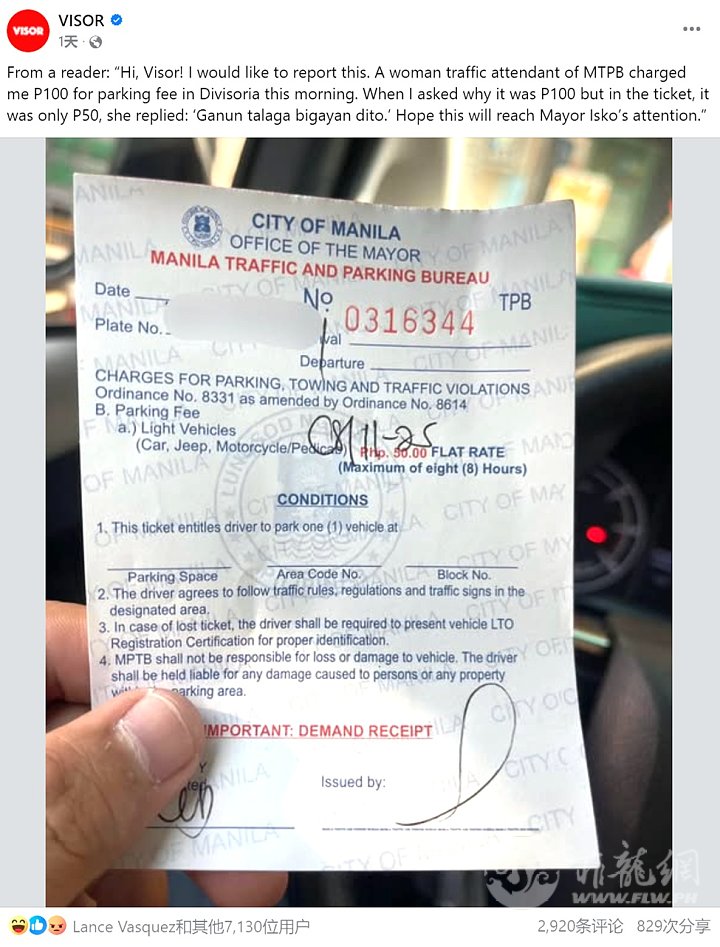 VISOR
VISOR
1天
From a reader: “Hi, Visor! I would like to report this. A woman traffic attendant of MTPB charged
me P100 for parking fee in Divisoria this morning. When I asked why it was P100 but in the ticket, it
was only P50, she replied: ‘Ganun talaga bigayan dito.’ Hope this will reach Mayor Isko’s attention.”
CITY OF MANILA
OFFICE OF THE MAYOR
MANILA TRAFFIC AND PARKING BUREAU
Date
No 0316344 TPB
Plate No.
Departure
CHARGES FOR PARKING, TOWING AND TRAFFIC VIOLATIONS
Ordinance No. 8331 as amended by Ordinance No. 8614
B. Parking Fee
a.) Light Vehicles
08/11-25
(Car, Jeep, Motorcycle/Pedicab) Php. 50.00 FLAT RATE
(Maximum of eight (8) Hours)
CONDITIONS
1. This ticket entitles driver to park one (1) vehicle at
Parking Space Area Code No. Block No.
2. The driver agrees to follow traffic rules, regulations and traffic signs in the
designated area.
3. In case of lost ticket, the driver shall be required to present vehicle LTO
Registration Certification for proper identification.
4. MPTB shall not be responsible for loss or damage to vehicle. The driver
shall be held liable for any damage caused to persons or any property
parking area.
IMPORTANT: DEMAND RECEIPT
Issued by:
菲龍網
WWW.FLW.PH
Lance Vasquez和其他7,130位用户
2,920条评论 829次分享